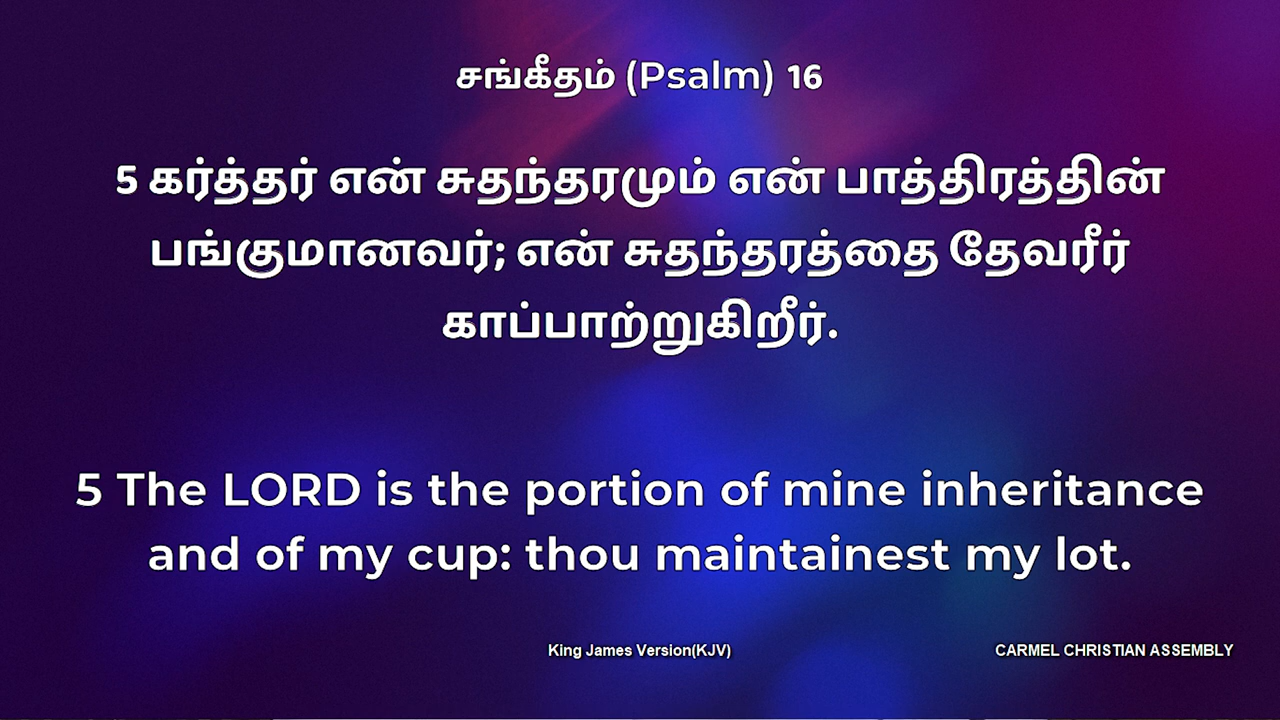 சங்கீதம் (Psalm) 16
5 கர்த்தர் என் சுதந்தரமும் என் பாத்திரத்தின்
பங்குமானவர்; என் சுதந்தரத்தை தேவரீர்
காப்பாற்றுகிறீர்.
5 The LORD is the portion of mine inheritance
and of my cup: thou maintainest my lot.
King James Version(KJV)
CARMEL CHRISTIAN ASSEMBLY